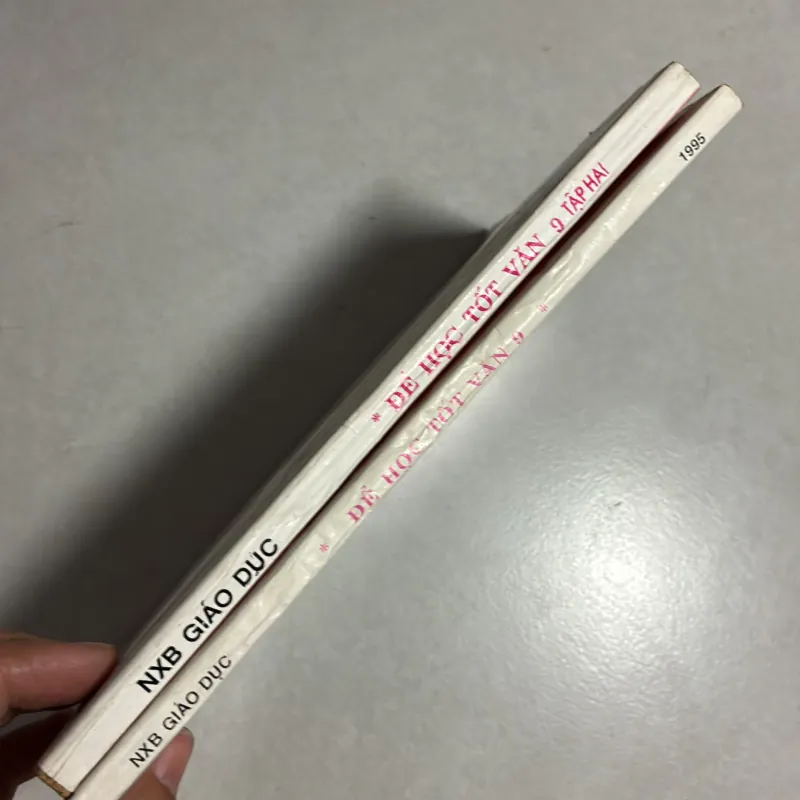 NXB GIÁO DỤC * ĐỂ HỌC TỐT VĂN 9 TẬP HAI
NXB GIÁO DỤC * ĐỂ HỌC TỐT VĂN 9 * 1995